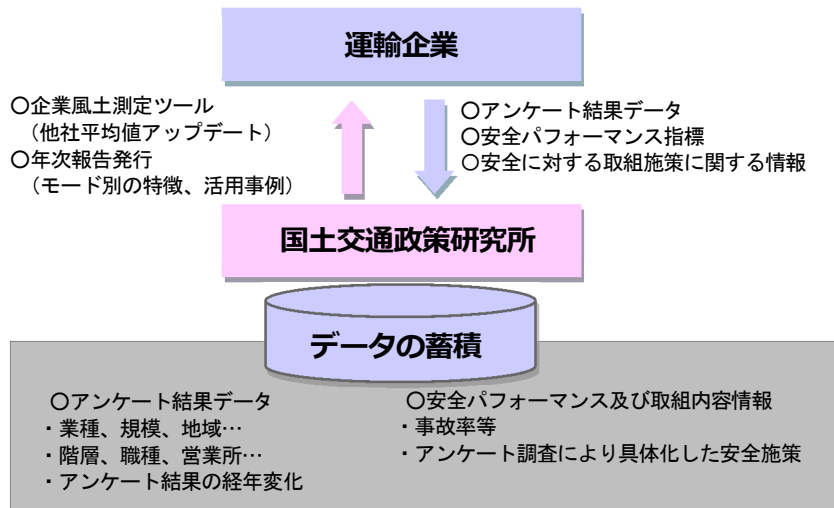 運輸企業
〇企業風土測定ツール
（他社平均値アップデート）
〇年次報告発行
（モード別の特徴、活用事例）
〇アンケート結果データ
〇安全パフォーマンス指標
〇安全に対する取組施策に関する情報
国土交通政策研究所
データの蓄積
〇アンケート結果データ
・業種、規模、地域…
・階層、職種、営業所…
・アンケート結果の経年変化
〇安全パフォーマンス及び取組内容情報
・事故率等
・アンケート調査により具体化した安全施策